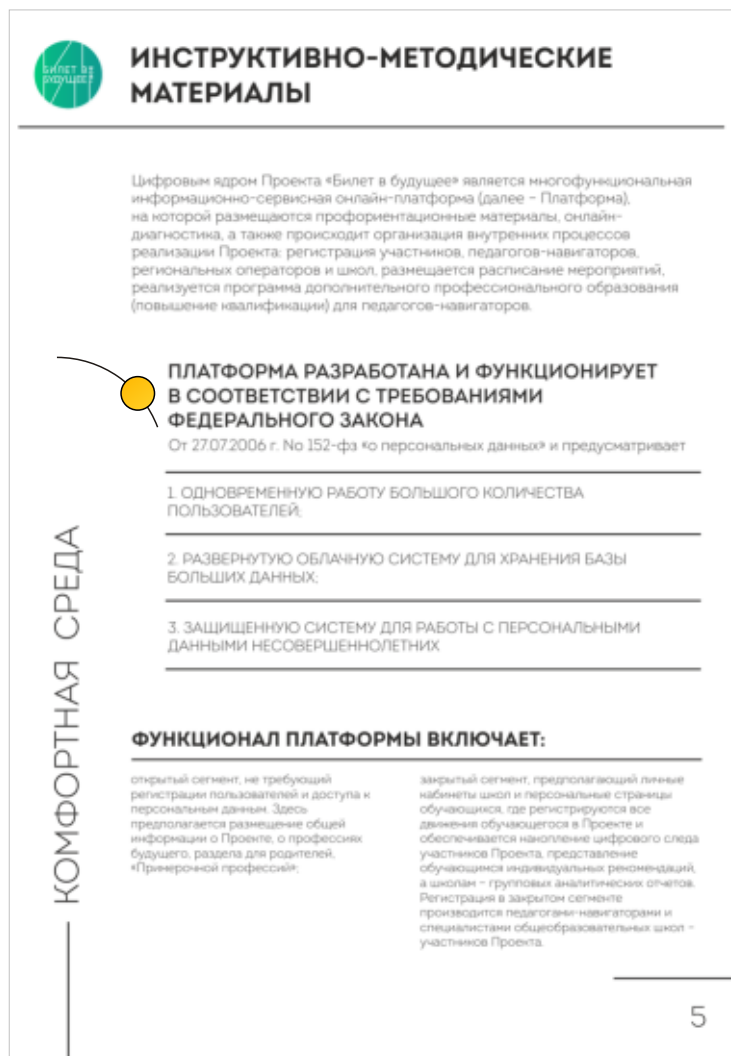 БИЛЕТ В
БУДУЩЕЕ
ИНСТРУКТИВНО-МЕТОДИЧЕСКИЕ
МАТЕРИАЛЫ
Цифровым ядром Проекта «Билет в будущее» является многофункциональная
информационно-сервисная онлайн-платформа (далее – Платформа),
на которой размещаются профориентационные материалы, онлайн-
диагностика, а также происходит организация внутренних процессов
реализации Проекта: регистрация участников, педагогов-навигаторов,
региональных операторов и школ, размещается расписание мероприятий,
реализуется программа дополнительного профессионального образования
(повышение квалификации) для педагогов-навигаторов.
ПЛАТФОРМА РАЗРАБОТАНА И ФУНКЦИОНИРУЕТ
В СООТВЕТСТВИИ С ТРЕБОВАНИЯМИ
ФЕДЕРАЛЬНОГО ЗАКОНА
От 27.07.2006 г. No 152-фз «о персональных данных» и предусматривает
1. ОДНОВРЕМЕННУЮ РАБОТУ БОЛЬШОГО КОЛИЧЕСТВА
ПОЛЬЗОВАТЕЛЕЙ;
2. РАЗВЕРНУТУЮ ОБЛАЧНУЮ СИСТЕМУ ДЛЯ ХРАНЕНИЯ БАЗЫ
БОЛЬШИХ ДАННЫХ;
3. ЗАЩИЩЕННУЮ СИСТЕМУ ДЛЯ РАБОТЫ С ПЕРСОНАЛЬНЫМИ
ДАННЫМИ НЕСОВЕРШЕННОЛЕТНИХ
КОМФОРТНАЯ СРЕДА
ФУНКЦИОНАЛ ПЛАТФОРМЫ ВКЛЮЧАЕТ:
открытый сегмент, не требующий
регистрации пользователей и доступа к
персональным данным. Здесь
предполагается размещение общей
информации о Проекте, о профессиях
будущего, раздела для родителей,
«Примерочной профессий»;
закрытый сегмент, предполагающий личные
кабинеты школ и персональные страницы
обучающихся, где регистрируются все
движения обучающегося в Проекте и
обеспечивается накопление цифрового следа
участников Проекта, представление
обучающимся индивидуальных рекомендаций,
а школам – групповых аналитических отчетов.
Регистрация в закрытом сегменте
производится педагогами-навигаторами и
специалистами общеобразовательных школ –
участников Проекта.
5